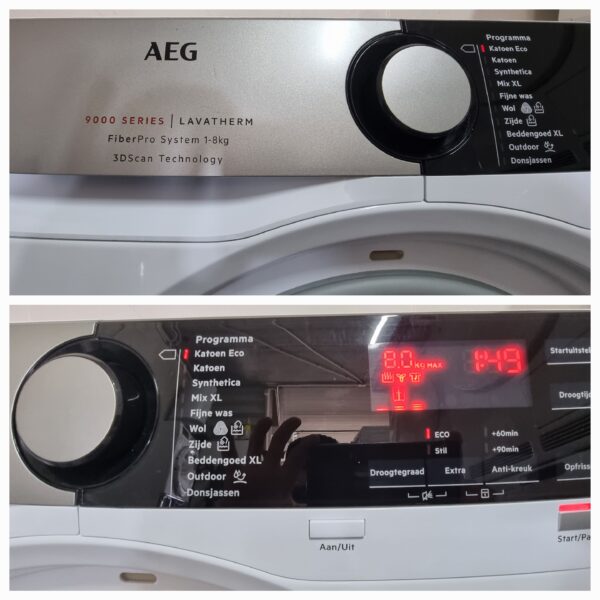 AEG
9000 SERIES | LAVATHERM
FiberPro System 1-8kg
3DScan Technology
Programma
Katoen Eco
Katoen
Synthetica
Mix XL
Fijne was
Wol
Zijde
Beddengoed XL
Outdoor
Donsjassen
Programma
Katoen Eco
Katoen
Synthetica
Mix XL
Fijne was
Wol
Zijde
Beddengoed XL
Outdoor
Donsjassen
8.0 KG MAX 1:49
ECO +60min
Stil +90min
Droogtegraad Extra Anti-kreuk
Aan/Uit